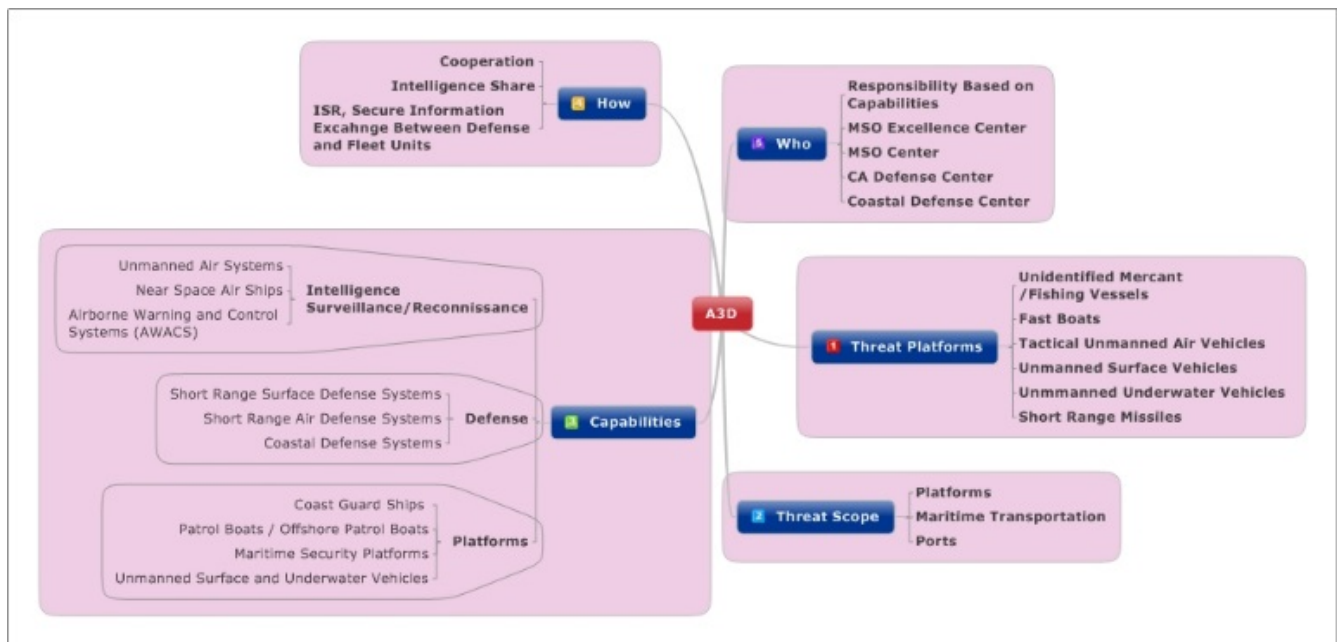 Cooperation
Intelligence Share
ISR, Secure Information
Excahnge Between Defense
and Fleet Units
4 How
Responsibility Based on
Capabilities
MSO Excellence Center
MSO Center
CA Defense Center
Coastal Defense Center
5 Who
A3D
Unidentified Mercant
/Fishing Vessels
Fast Boats
Tactical Unmanned Air Vehicles
Unmanned Surface Vehicles
Unmmanned Underwater Vehicles
Short Range Missiles
1 Threat Platforms
Platforms
Maritime Transportation
Ports
2 Threat Scope
3 Capabilities
Unmanned Air Systems
Near Space Air Ships
Airborne Warning and Control
Systems (AWACS)
Intelligence
Surveillance/Reconnissance
Short Range Surface Defense Systems
Short Range Air Defense Systems
Coastal Defense Systems
Defense
Coast Guard Ships
Patrol Boats / Offshore Patrol Boats
Maritime Security Platforms
Unmanned Surface and Underwater Vehicles
Platforms